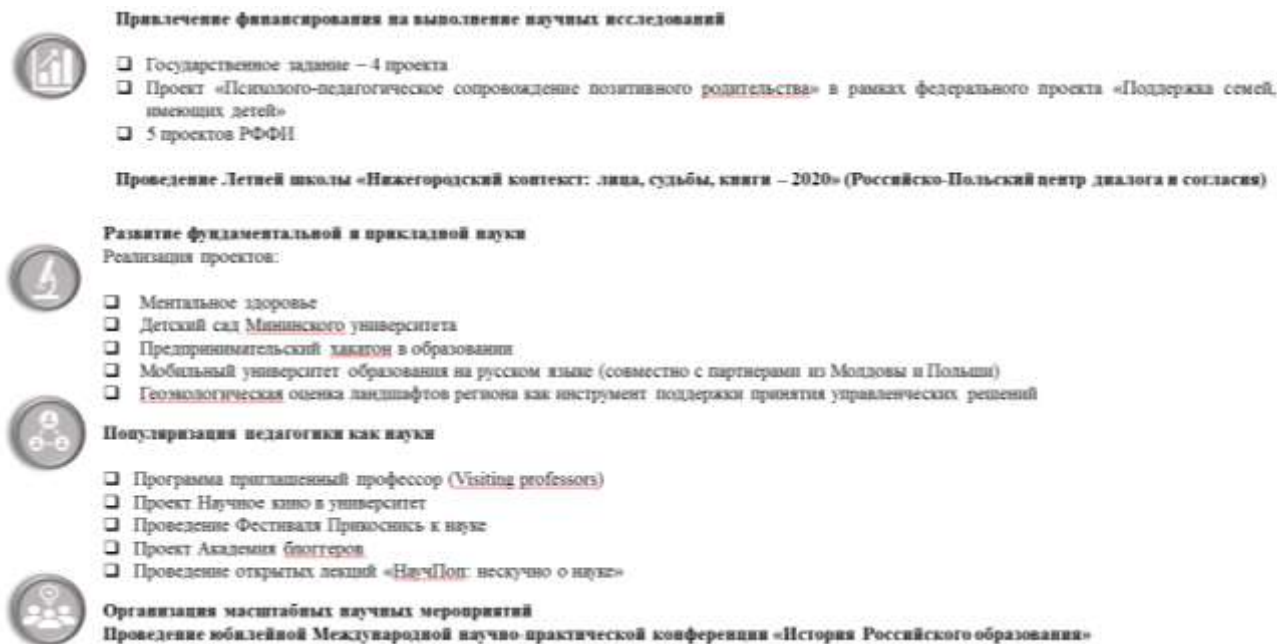 Привлечение финансирования на выполнение научных исследований
Государственное задание – 4 проекта
Проект «Психолого-педагогическое сопровождение позитивного родительства» в рамках федерального проекта «Поддержка семей,
имеющих детей»
5 проектов РФФИ
Проведение Летней школы «Нижегородский контекст: лица, судьбы, книги – 2020» (Российско-Польский центр диалога и согласия)
Развитие фундаментальной и прикладной науки
Реализация проектов:
Ментальное здоровье
Детский сад Мининского университета
Предпринимательский хакатон в образовании
Мобильный университет образования на русском языке (совместно с партнерами из Молдовы и Польши)
Геоэкологическая оценка ландшафтов региона как инструмент поддержки принятия управленческих решений
Популяризация педагогики как науки
Программа приглашенный профессор (Visiting professors)
Проект Научное кино в университет
Проведение Фестиваля Прикоснись к науке
Проект Академия блоггеров
Проведение открытых лекций «НаучПоп: нескучно о науке»
Организация масштабных научных мероприятий
Проведение юбилейной Международной научно-практической конференции «История Российского образования»